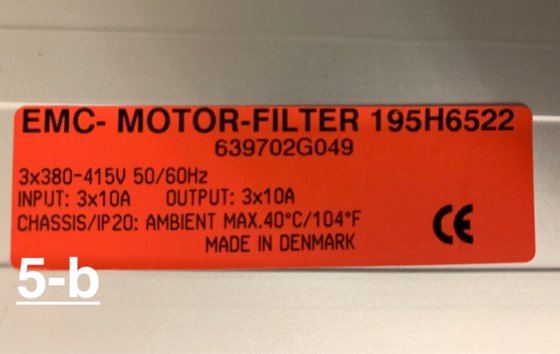 EMC- MOTOR-FILTER 195H6522
639702G049
3x380-415V 50/60Hz
INPUT: 3x10A OUTPUT: 3x10A
CHASSIS/IP20: AMBIENT MAX.40°C/104°F
MADE IN DENMARK
CE
5-b